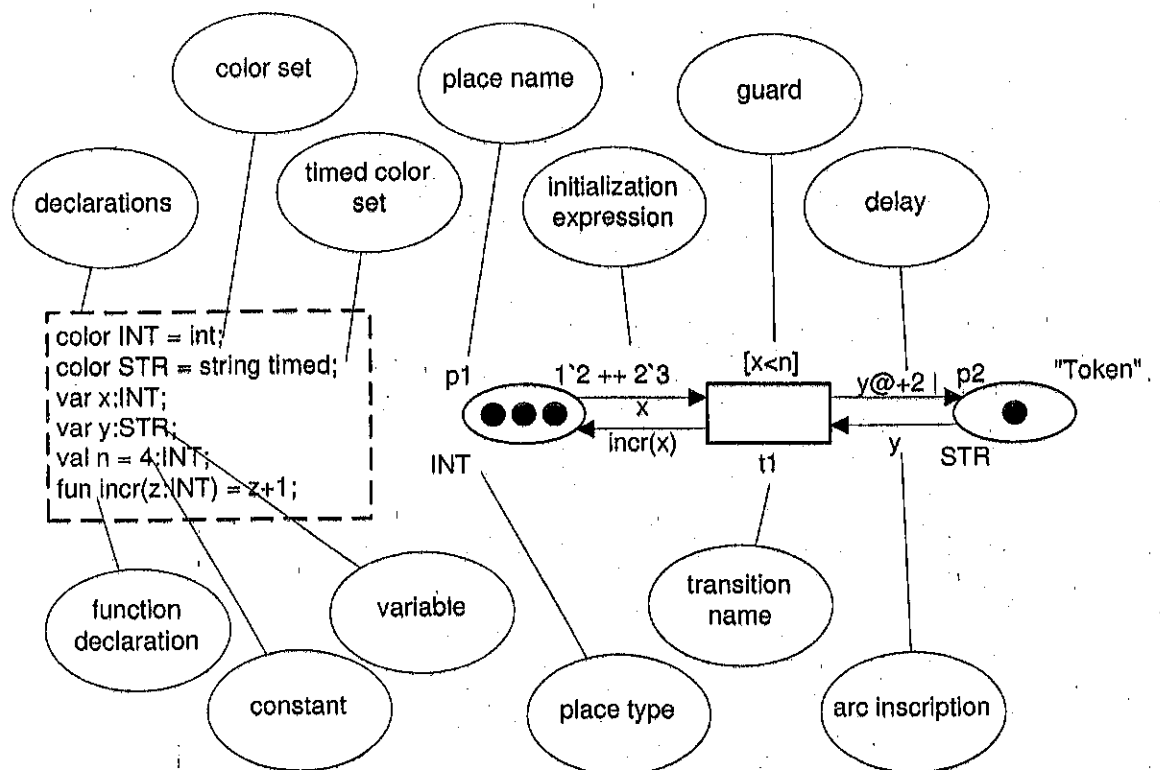 color set
place name
guard
declarations
timed color
set
initialization
expression
delay
color INT = int;
color STR = string timed;
var x:INT;
var y:STR;
val n = 4:INT;
fun incr(z:INT) = z+1;
p1
1`2 ++ 2`3
[x<n]
y@+2
p2
"Token"
x
incr(x)
y
INT
t1
STR
function
declaration
variable
transition
name
constant
place type
arc inscription